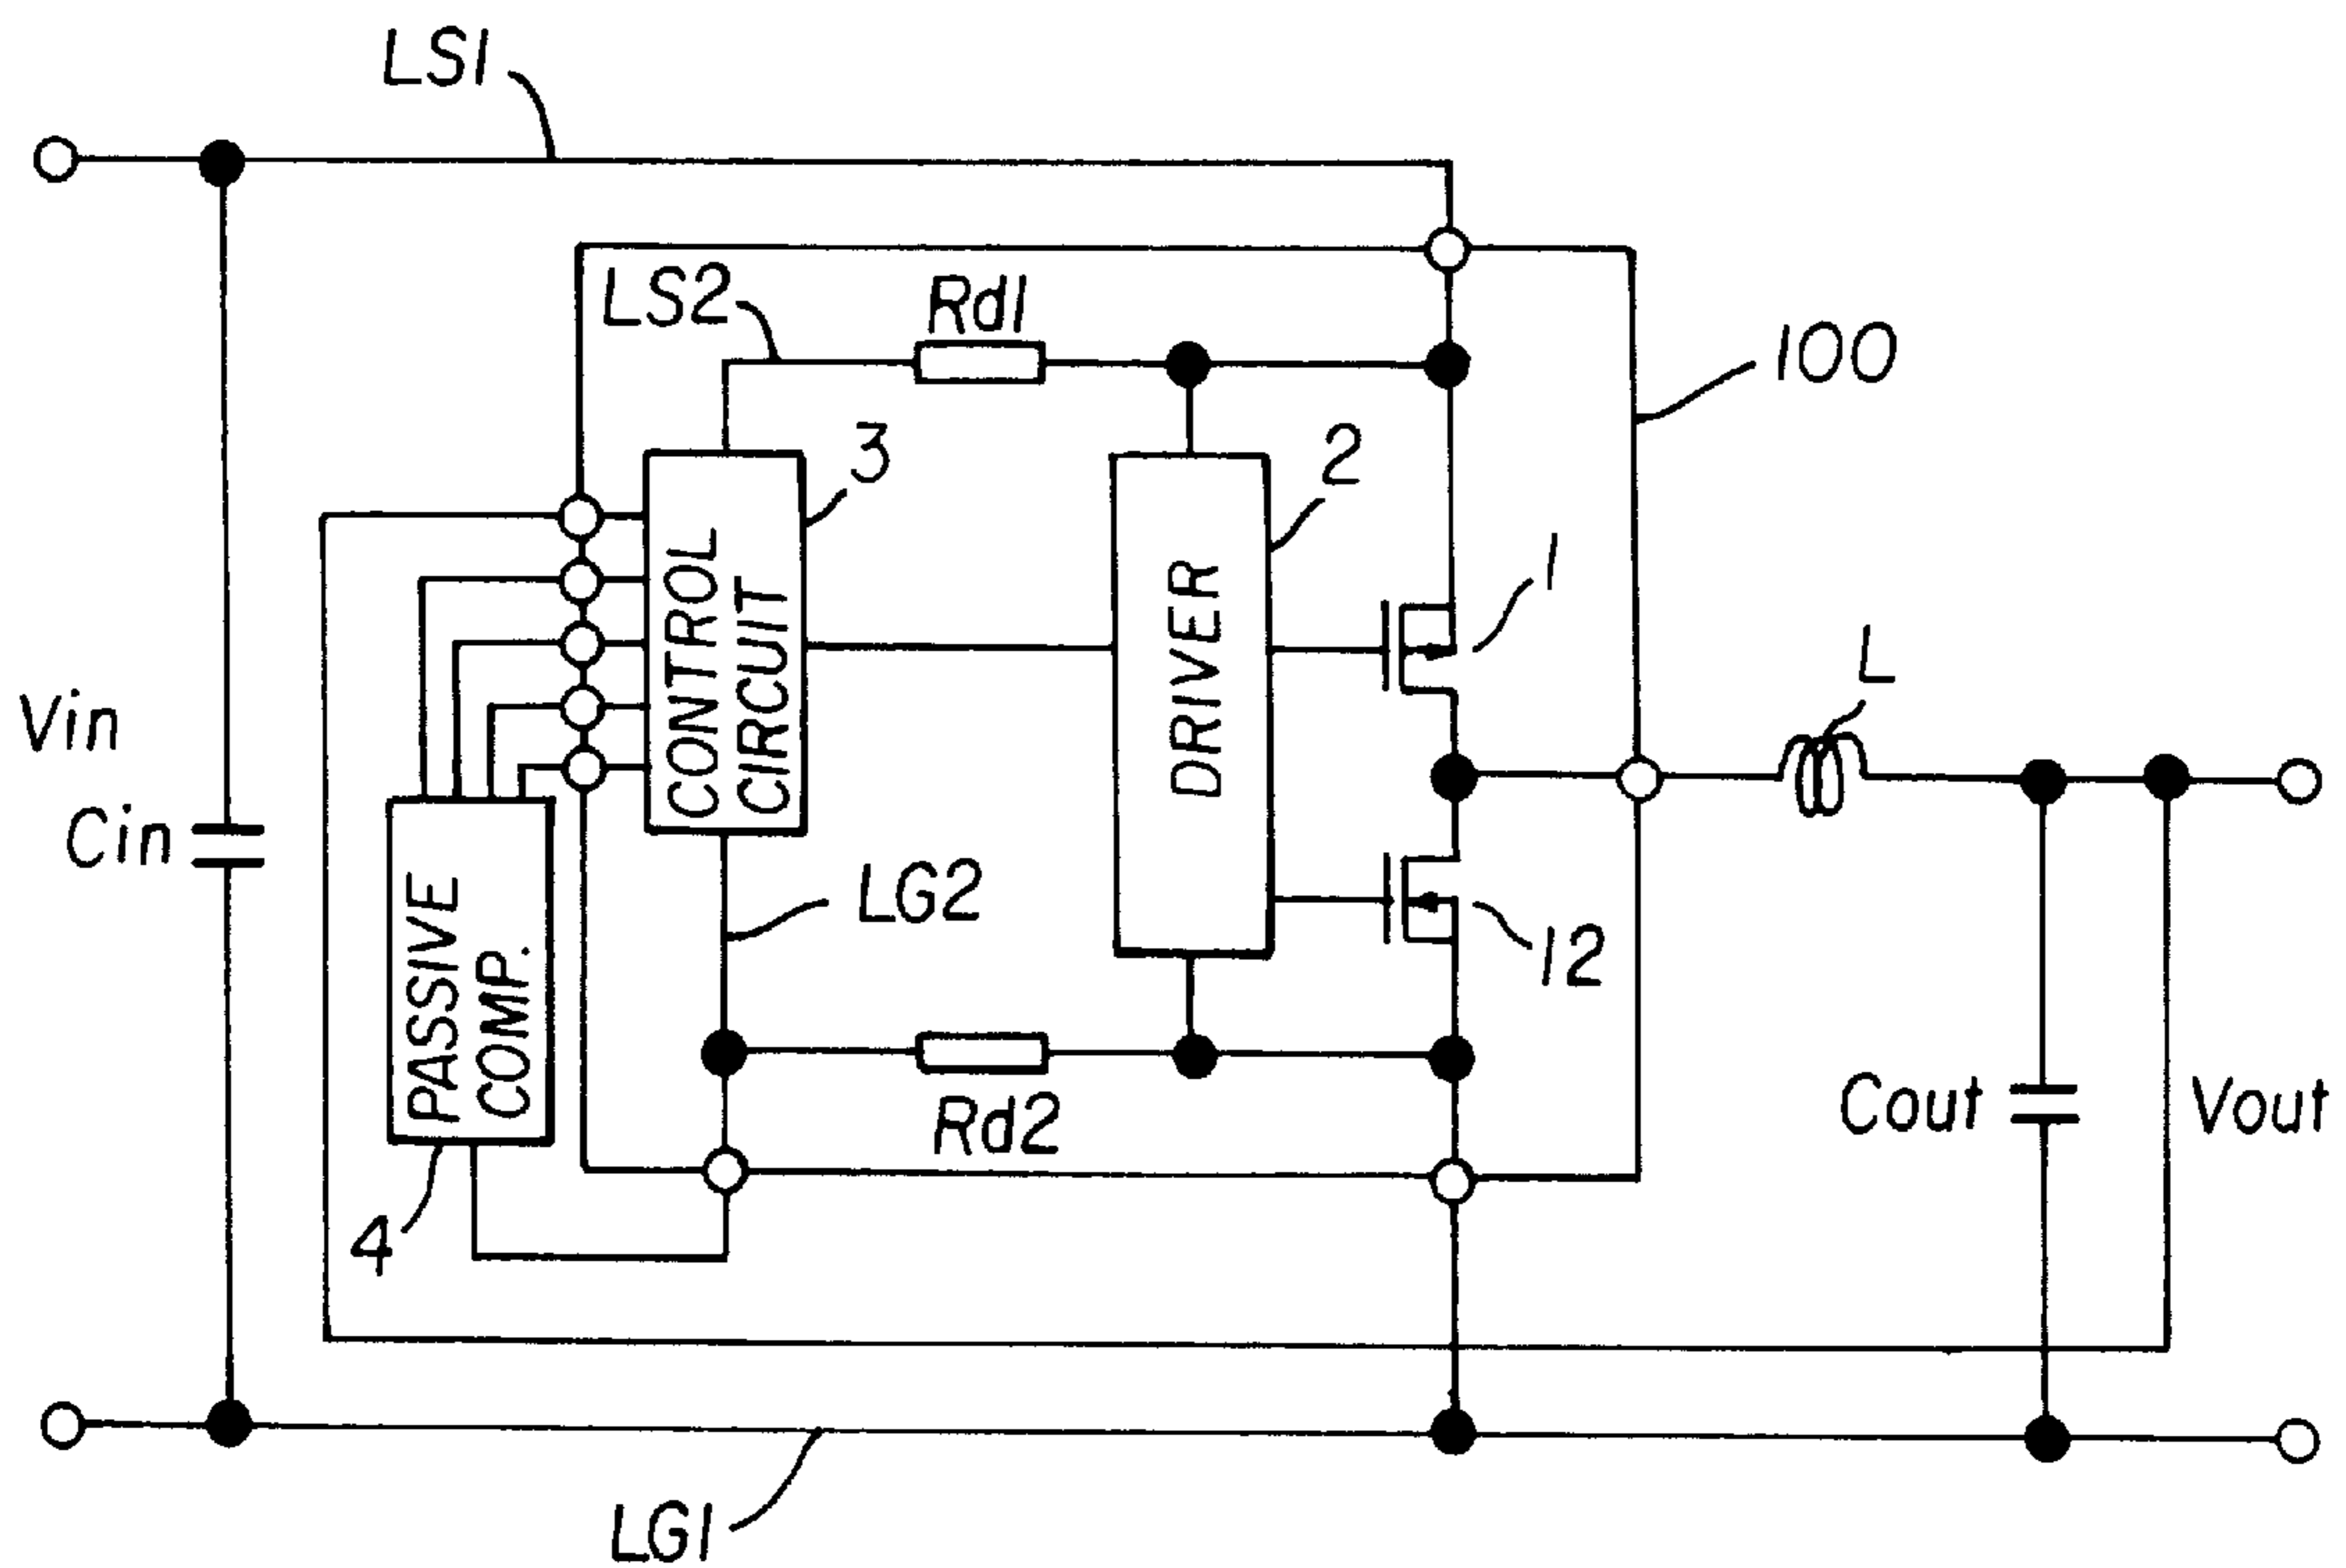 LS1
LS2
Rd1
100
3
2
1
L
CONTROL
CIRCUIT
DRIVER
Vin
Cin
LG2
12
PASSIVE
COMP.
Rd2
Cout
Vout
4
LG1